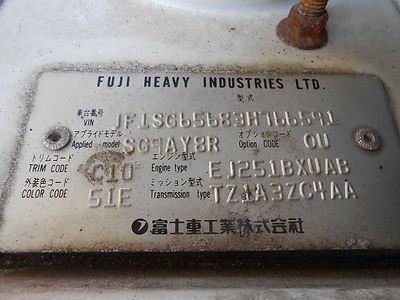 FUJI HEAVY INDUSTRIES LTD.
型式
車台番号
VIN JF1SG65683H766591
アプライドモデル オプションコード
Applied model SG9AY8R Option CODE OU
トリムコード エンジン型式
TRIM CODE C10 Engine type EJ251BXUAB
外装色コード ミッション型式
COLOR CODE 51E Transmission type TZ1A3ZC4AA
富士重工業株式会社